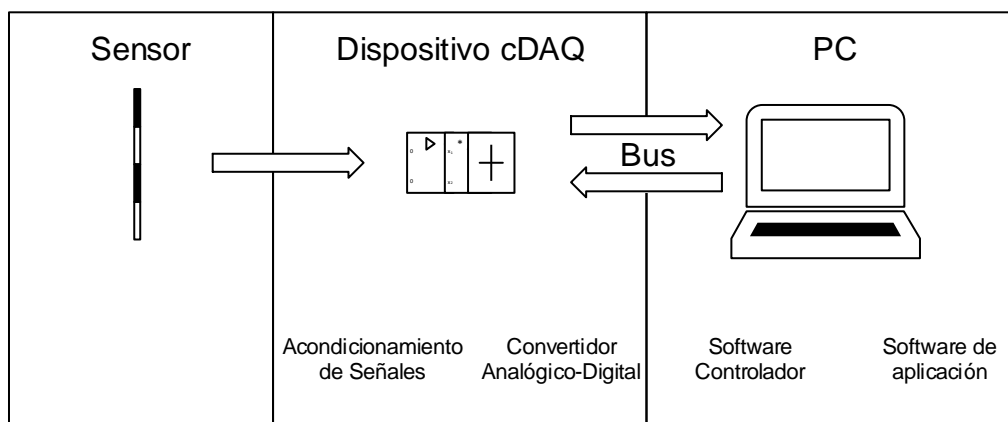 Sensor
Dispositivo cDAQ
PC
Bus
Acondicionamiento
de Señales
Convertidor
Analógico-Digital
Software
Controlador
Software de
aplicación